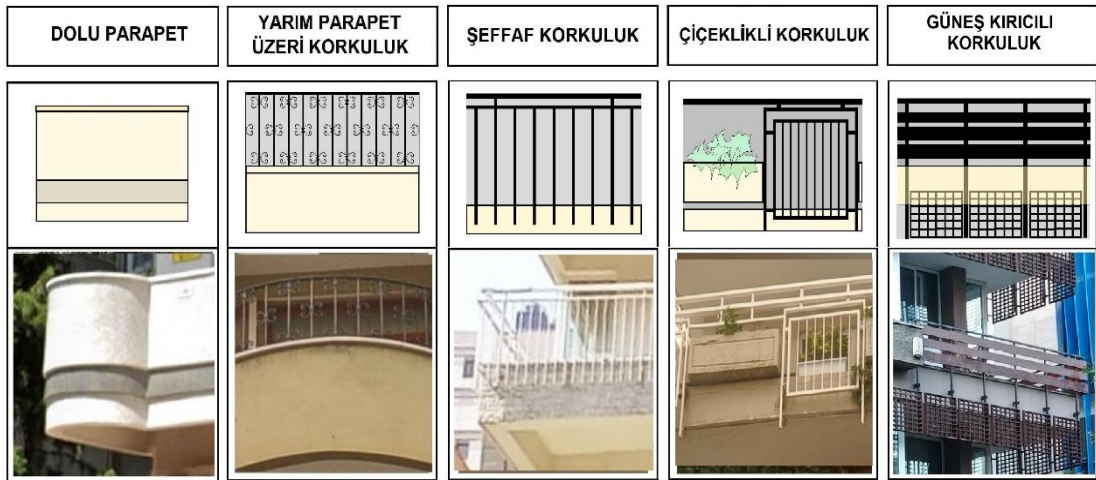 DOLU PARAPET
YARIM PARAPET
ÜZERİ KORKULUK
ŞEFFAF KORKULUK
ÇİÇEKLİKLİ KORKULUK
GÜNEŞ KIRICILI
KORKULUK